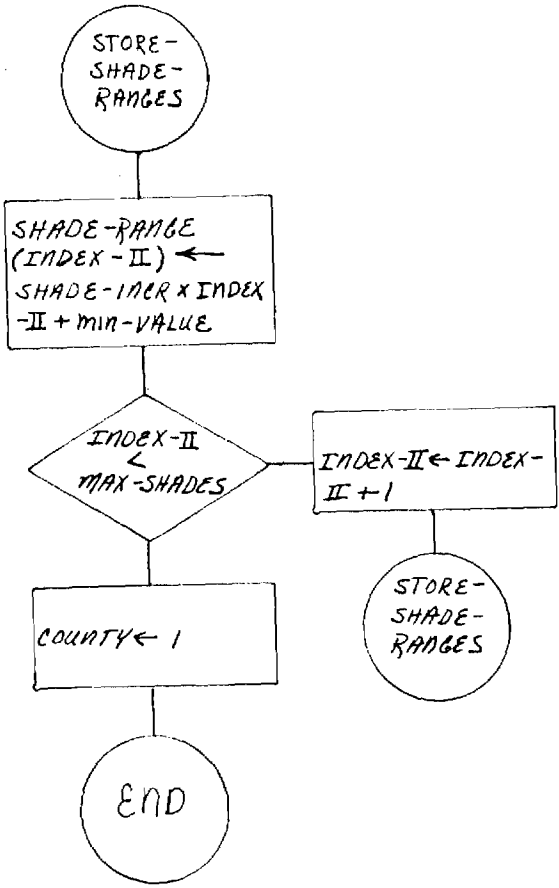 STORE-
SHADE-
RANGES
SHADE-RANGE
(INDEX-II) ←
SHADE-INCR X INDEX
-II + MIN-VALUE
INDEX-II
<
MAX-SHADES
INDEX-II ← INDEX-
II + 1
STORE-
SHADE-
RANGES
COUNTY ← 1
END